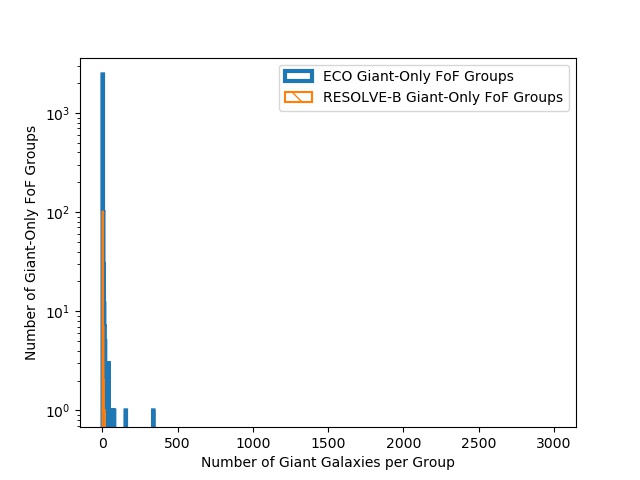 ECO Giant-Only FoF Groups
RESOLVE-B Giant-Only FoF Groups
Number of Giant-Only FoF Groups
10³
10²
10¹
10⁰
0 500 1000 1500 2000 2500 3000
Number of Giant Galaxies per Group